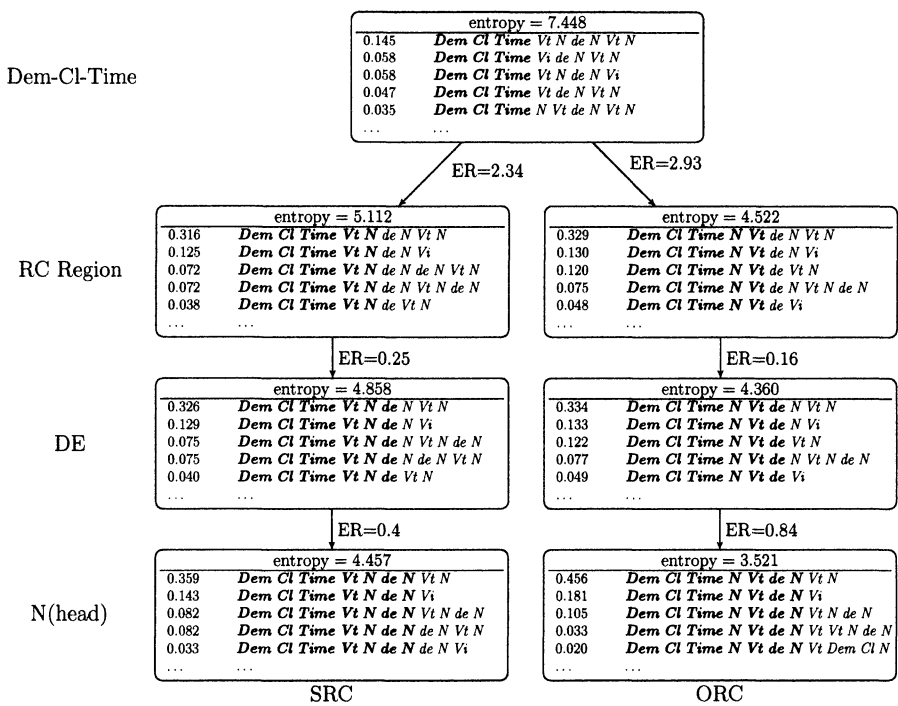 entropy = 7.448
Dem-Cl-Time
0.145 Dem Cl Time Vt N de N Vt N
0.058 Dem Cl Time Vi de N Vt N
0.058 Dem Cl Time Vt N de N Vi
0.047 Dem Cl Time Vt de N Vt N
0.035 Dem Cl Time N Vt de N Vt N
... ...
ER=2.34
ER=2.93
RC Region
entropy = 5.112
0.316 Dem Cl Time Vt N de N Vt N
0.125 Dem Cl Time Vt N de N Vi
0.072 Dem Cl Time Vt N de N de N Vt N
0.072 Dem Cl Time Vt N de N Vt N de N
0.038 Dem Cl Time Vt N de Vt N
... ...
entropy = 4.522
0.329 Dem Cl Time N Vt de N Vt N
0.130 Dem Cl Time N Vt de N Vi
0.120 Dem Cl Time N Vt de Vt N
0.075 Dem Cl Time N Vt de N Vt N de N
0.048 Dem Cl Time N Vt de Vi
... ...
ER=0.25
ER=0.16
DE
entropy = 4.858
0.326 Dem Cl Time Vt N de N Vt N
0.129 Dem Cl Time Vt N de N Vi
0.075 Dem Cl Time Vt N de N Vt N de N
0.075 Dem Cl Time Vt N de N de N Vt N
0.040 Dem Cl Time Vt N de Vt N
... ...
entropy = 4.360
0.334 Dem Cl Time N Vt de N Vt N
0.133 Dem Cl Time N Vt de N Vi
0.122 Dem Cl Time N Vt de Vt N
0.077 Dem Cl Time N Vt de N Vt N de N
0.049 Dem Cl Time N Vt de Vi
... ...
ER=0.4
ER=0.84
N(head)
entropy = 4.457
0.359 Dem Cl Time Vt N de N Vt N
0.143 Dem Cl Time Vt N de N Vi
0.082 Dem Cl Time Vt N de N Vt N de N
0.082 Dem Cl Time Vt N de N de N Vt N
0.033 Dem Cl Time Vt N de N de N Vi
... ...
entropy = 3.521
0.456 Dem Cl Time N Vt de N Vt N
0.181 Dem Cl Time N Vt de N Vi
0.105 Dem Cl Time N Vt de N Vt N de N
0.033 Dem Cl Time N Vt de N Vt Vt N de N
0.020 Dem Cl Time N Vt de N Vt Dem Cl N
... ...
SRC
ORC